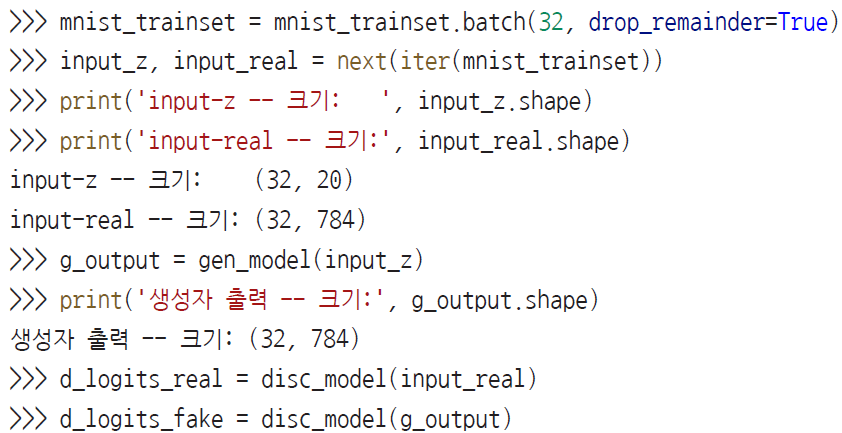 >>> mnist_trainset = mnist_trainset.batch(32, drop_remainder=True)
>>> input_z, input_real = next(iter(mnist_trainset))
>>> print('input-z -- 크기:   ', input_z.shape)
>>> print('input-real -- 크기:', input_real.shape)
input-z -- 크기:    (32, 20)
input-real -- 크기: (32, 784)
>>> g_output = gen_model(input_z)
>>> print('생성자 출력 -- 크기:', g_output.shape)
생성자 출력 -- 크기: (32, 784)
>>> d_logits_real = disc_model(input_real)
>>> d_logits_fake = disc_model(g_output)